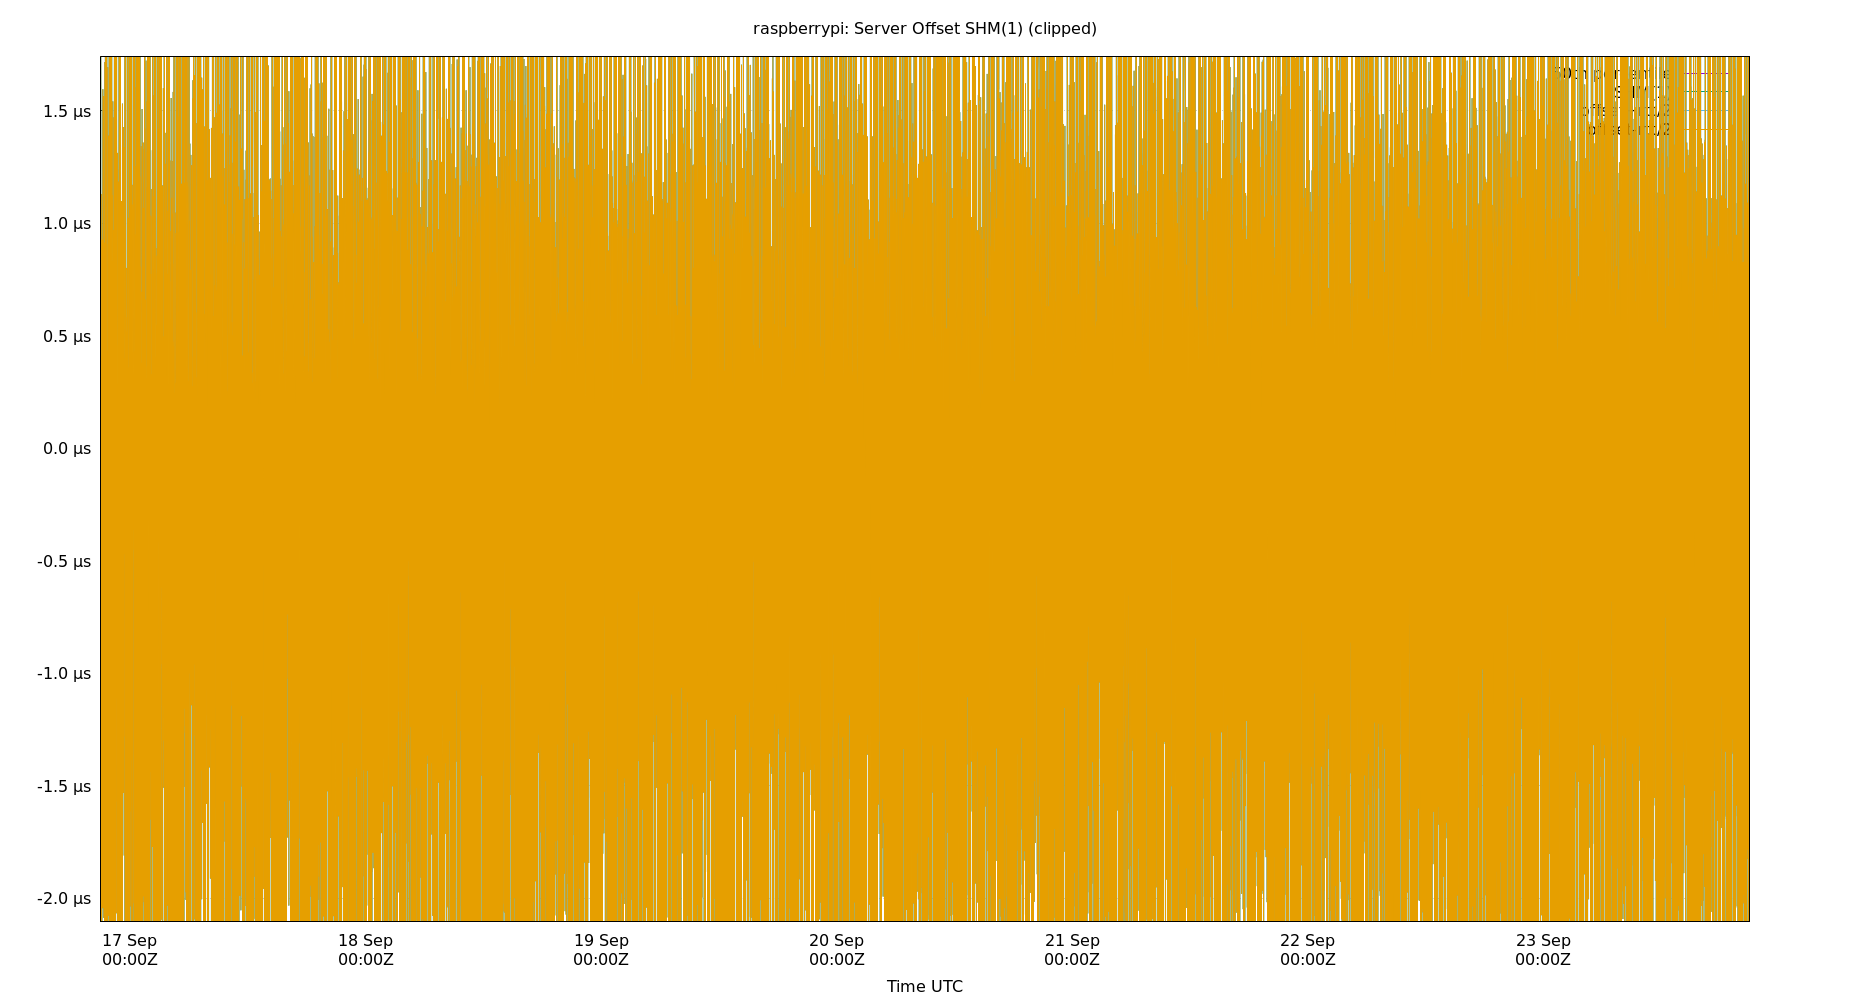 raspberrypi: Server Offset SHM(1) (clipped)
1.5 µs
1.0 µs
0.5 µs
0.0 µs
-0.5 µs
-1.0 µs
-1.5 µs
-2.0 µs
17 Sep 18 Sep 19 Sep 20 Sep 21 Sep 22 Sep 23 Sep
00:00Z 00:00Z 00:00Z 00:00Z 00:00Z 00:00Z 00:00Z
Time UTC